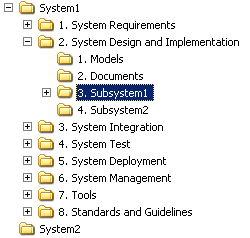 System1
1. System Requirements
2. System Design and Implementation
1. Models
2. Documents
3. Subsystem1
4. Subsystem2
3. System Integration
4. System Test
5. System Deployment
6. System Management
7. Tools
8. Standards and Guidelines
System2